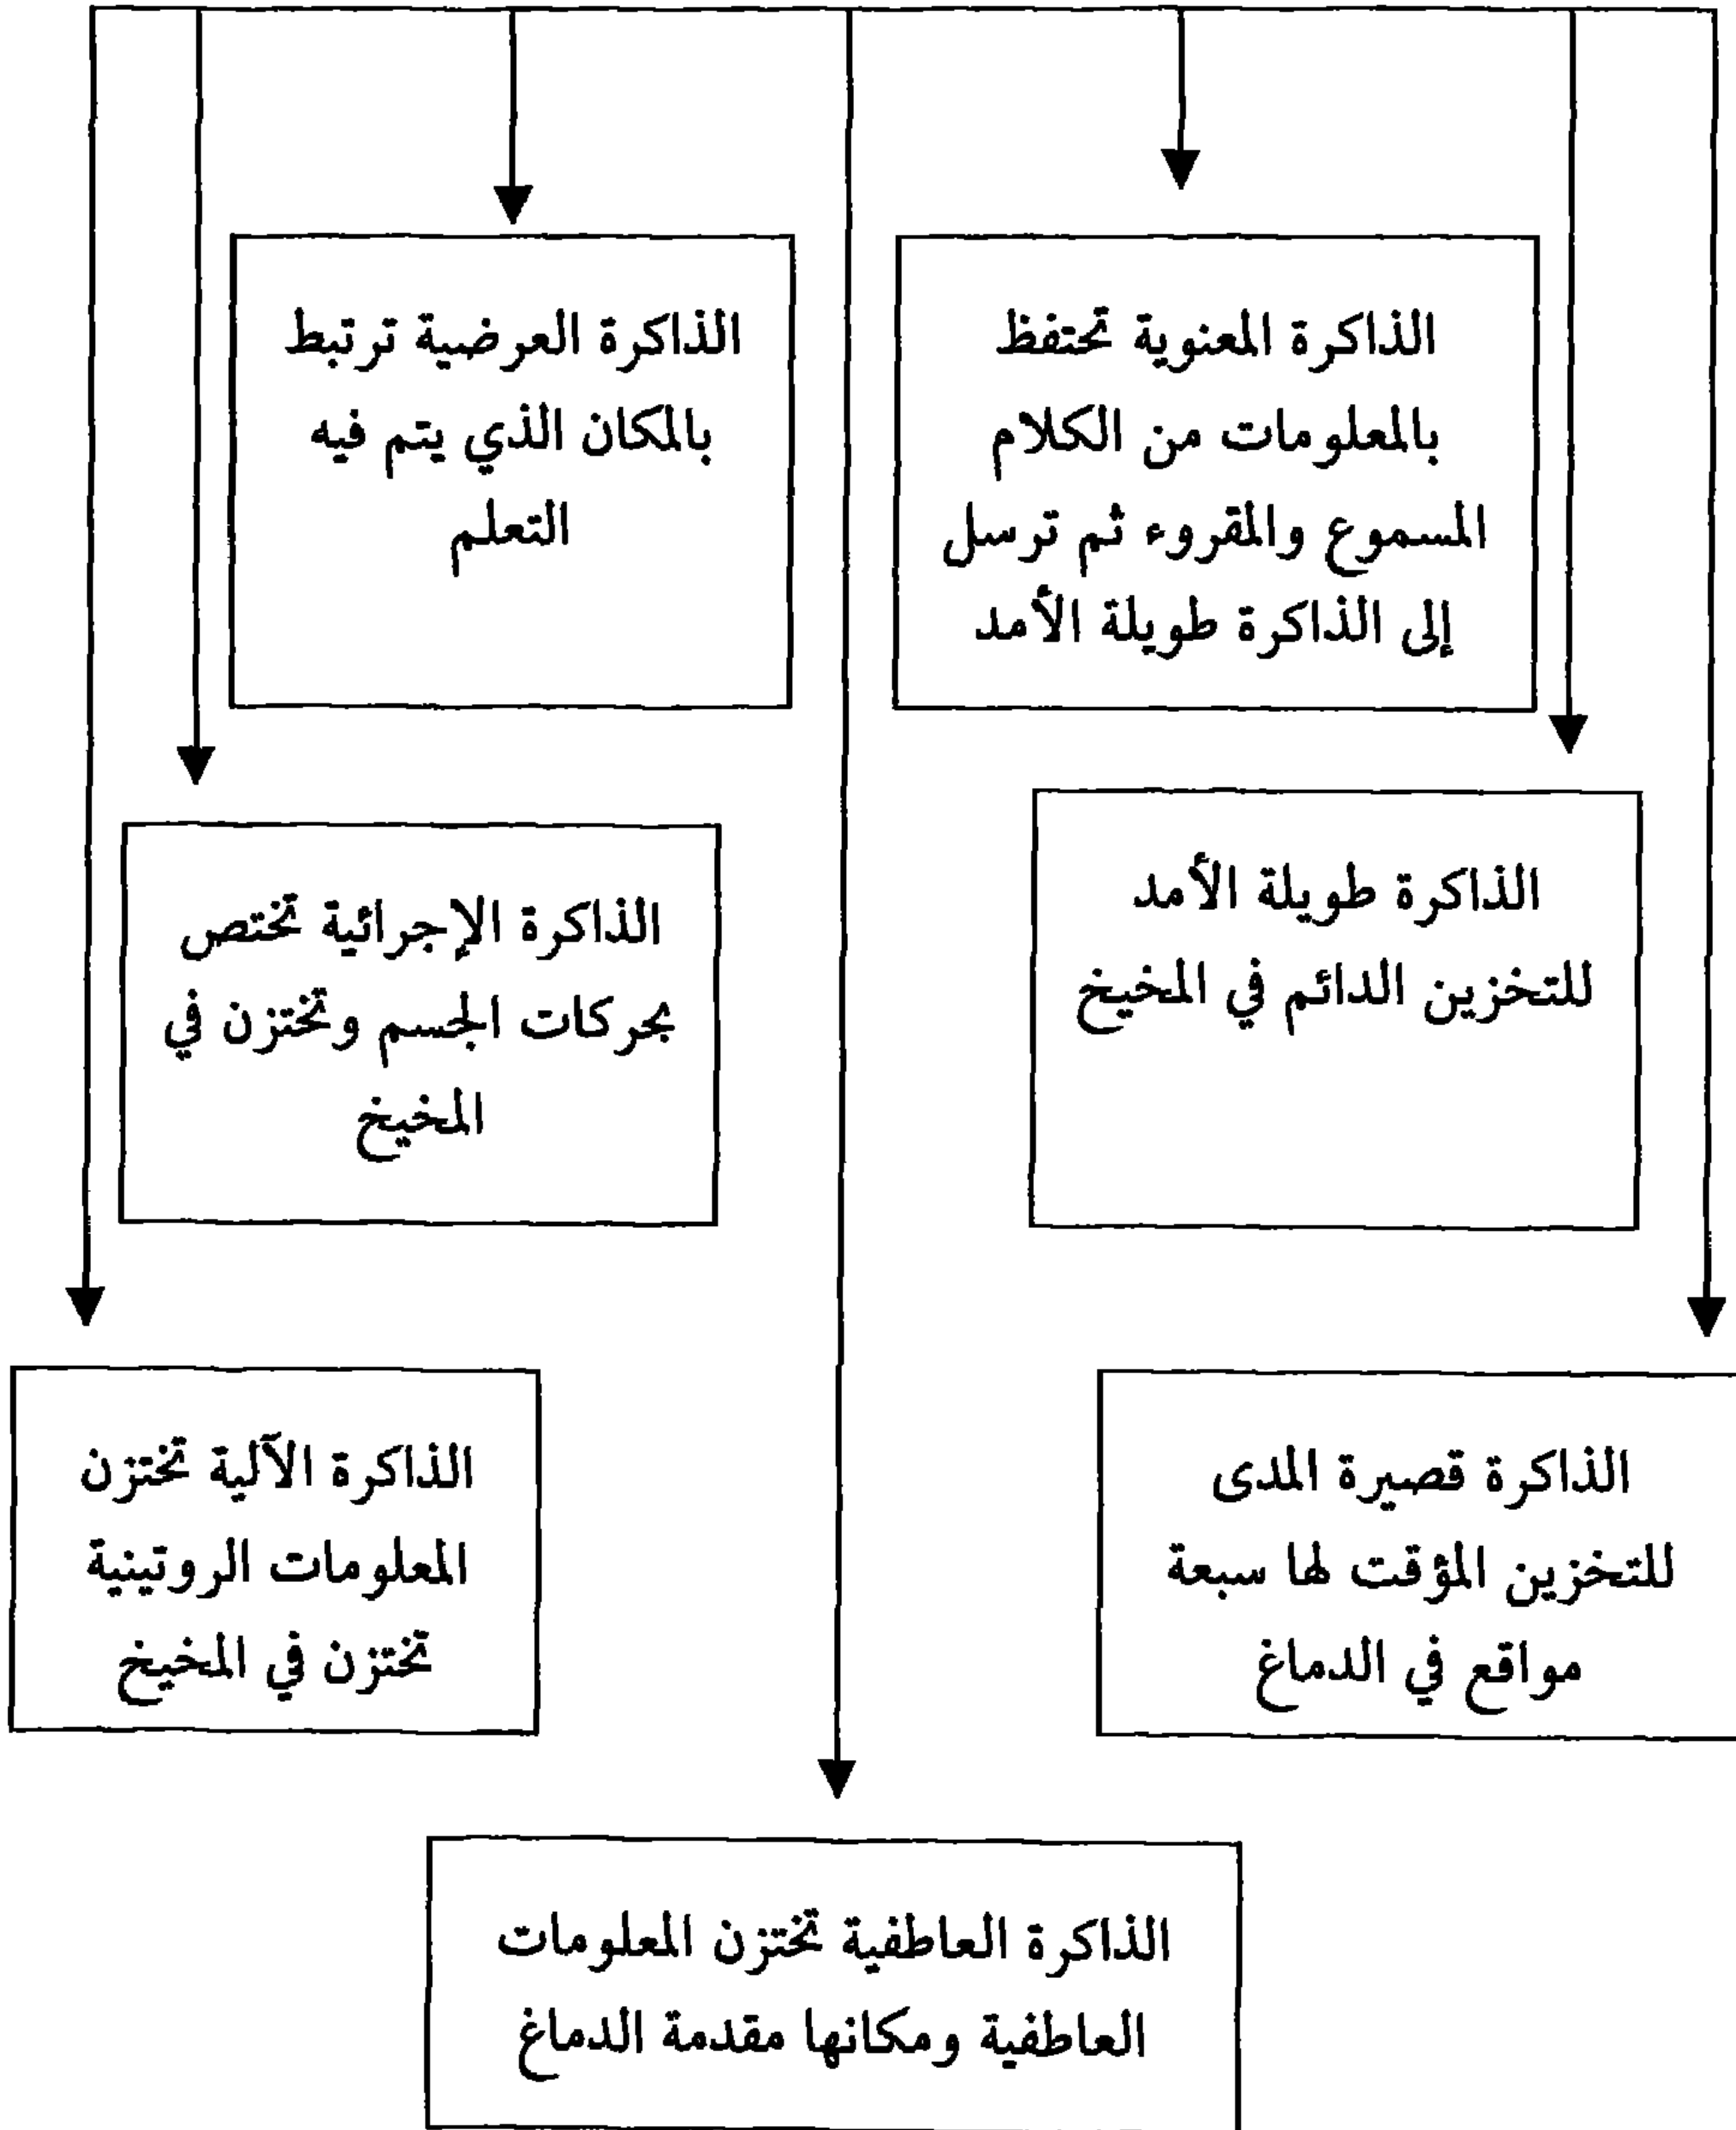 الذاكرة المعنوية تحتفظ
بالمعلومات من الكلام
المسموع والمقروء ثم ترسل
إلى الذاكرة طويلة الأمد
الذاكرة العرضية ترتبط
بالمكان الذي يتم فيه
التعلم
الذاكرة طويلة الأمد
للتخزين الدائم في المخيخ
الذاكرة الإجرائية تختص
بحركات الجسم وتختزن في
المخيخ
الذاكرة قصيرة المدى
للتخزين المؤقت لها سبعة
مواقع في الدماغ
الذاكرة الآلية تختزن
المعلومات الروتينية
تختزن في المخيخ
الذاكرة العاطفية تختزن المعلومات
العاطفية ومكانها مقدمة الدماغ